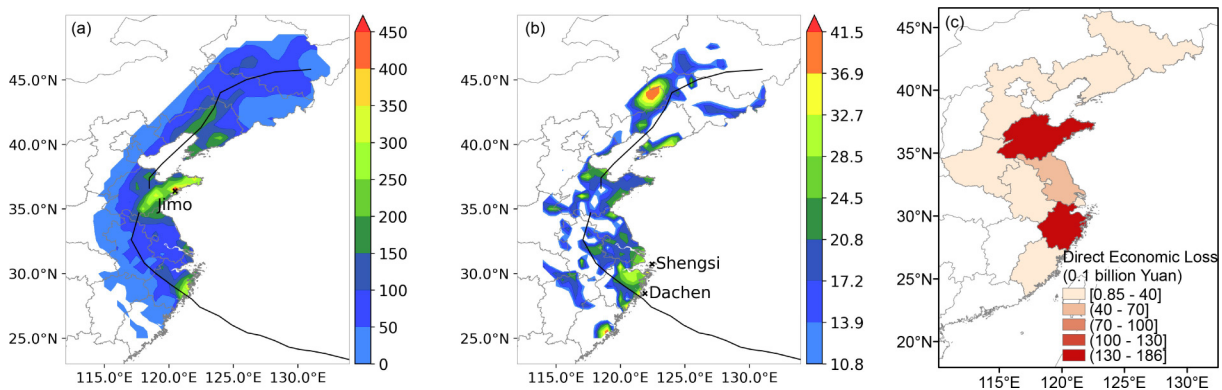 (a)
45.0°N
40.0°N
35.0°N
30.0°N
25.0°N
115.0°E 120.0°E 125.0°E 130.0°E
Jimo
450
400
350
300
250
200
150
100
50
0
(b)
45.0°N
40.0°N
35.0°N
30.0°N
25.0°N
115.0°E 120.0°E 125.0°E 130.0°E
Shengsi
Dachen
41.5
36.9
32.7
28.5
24.5
20.8
17.2
13.9
10.8
(c)
45°N
40°N
35°N
30°N
25°N
20°N
115°E 120°E 125°E 130°E
Direct Economic Loss
(0.1 billion Yuan)
[0.85 - 40]
(40 - 70]
(70 - 100]
(100 - 130]
(130 - 186]